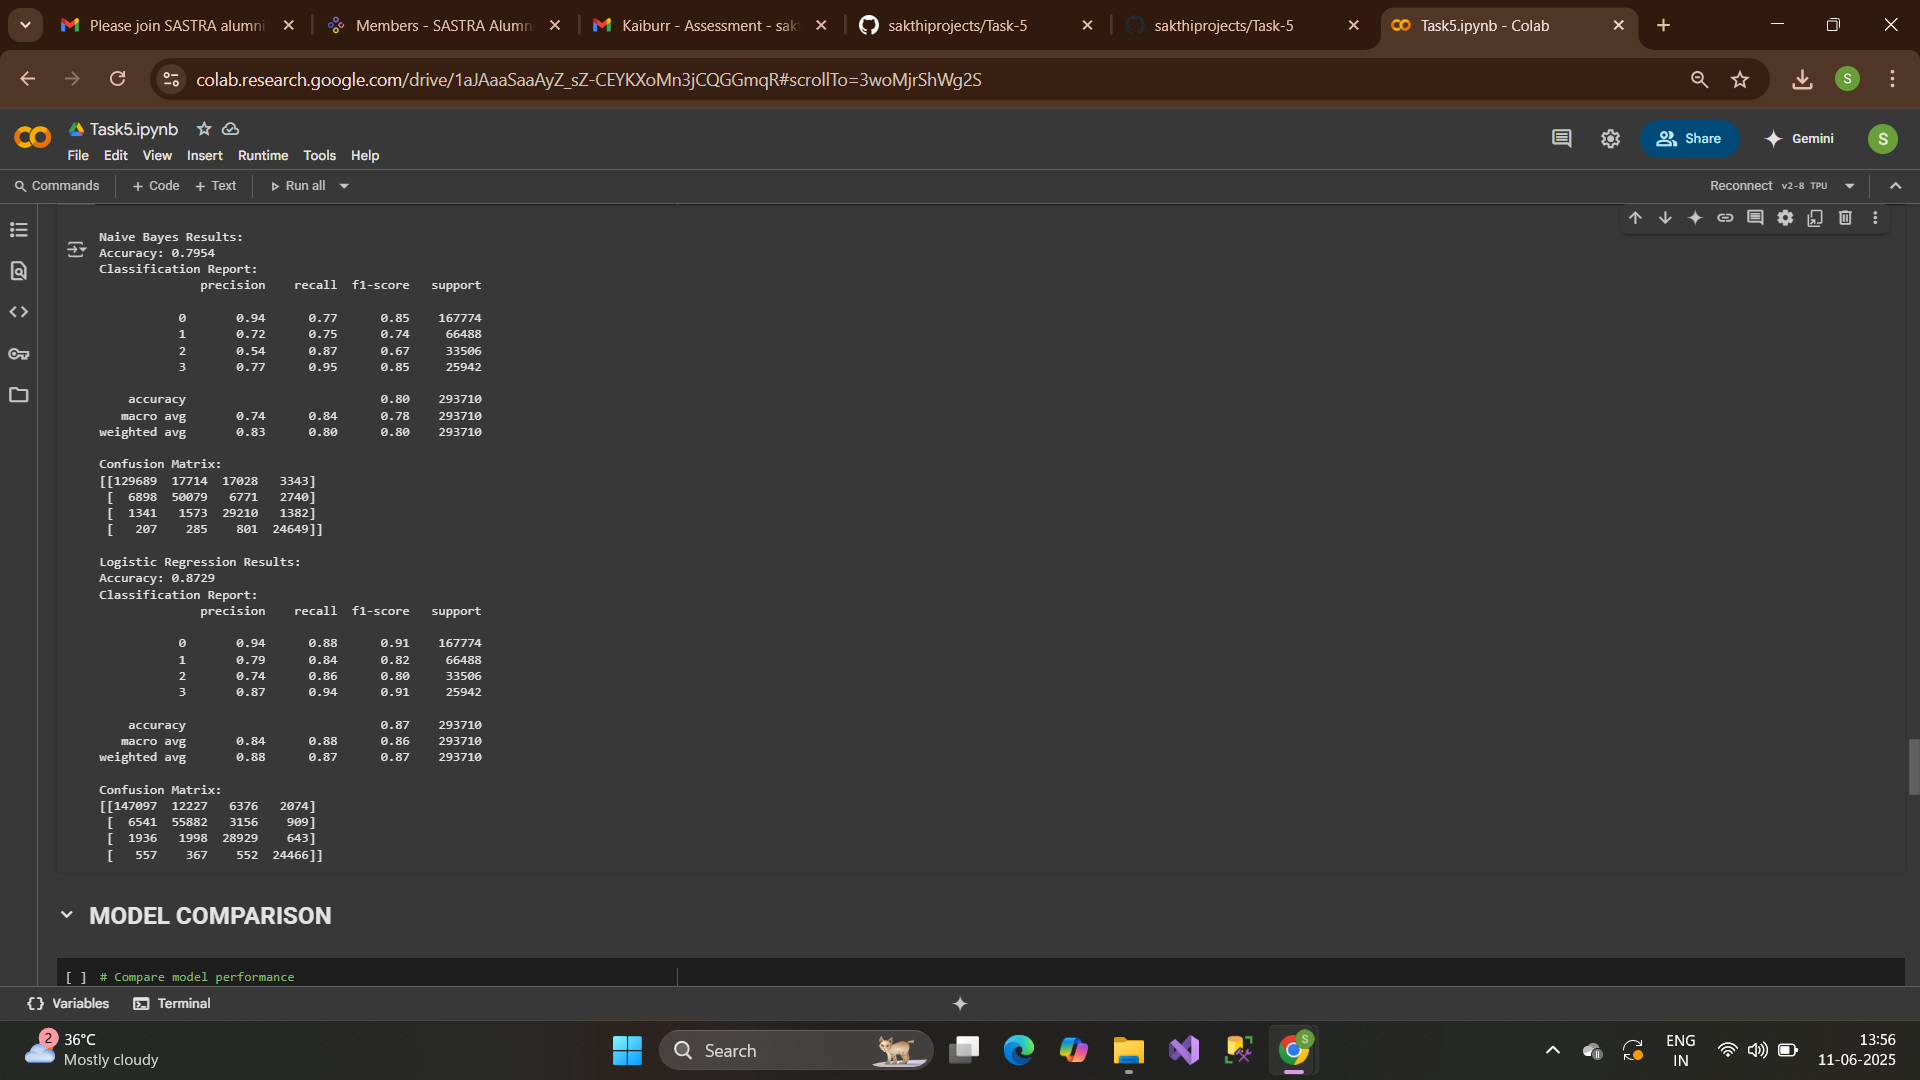 Please join SASTRA alumni
Members - SASTRA Alumn
Kaiburr - Assessment - sak
sakthiprojects/Task-5
sakthiprojects/Task-5
Task5.ipynb - Colab
colab.research.google.com/drive/1aJAaaSaaAyZ_sZ-CEYKXoMn3jCQGGmqR#scrollTo=3woMjrShWg2S
S
Task5.ipynb
File Edit View Insert Runtime Tools Help
Share
Gemini
S
Commands + Code + Text Run all
Reconnect v2-8 TPU
Naive Bayes Results:
Accuracy: 0.7954
Classification Report:
precision recall f1-score support
0 0.94 0.77 0.85 167774
1 0.72 0.75 0.74 66488
2 0.54 0.87 0.67 33506
3 0.77 0.95 0.85 25942
accuracy 0.80 293710
macro avg 0.74 0.84 0.78 293710
weighted avg 0.83 0.80 0.80 293710
Confusion Matrix:
[[129689 17714 17028 3343]
[ 6898 50079 6771 2740]
[ 1341 1573 29210 1382]
[ 207 285 801 24649]]
Logistic Regression Results:
Accuracy: 0.8729
Classification Report:
precision recall f1-score support
0 0.94 0.88 0.91 167774
1 0.79 0.84 0.82 66488
2 0.74 0.86 0.80 33506
3 0.87 0.94 0.91 25942
accuracy 0.87 293710
macro avg 0.84 0.88 0.86 293710
weighted avg 0.88 0.87 0.87 293710
Confusion Matrix:
[[147097 12227 6376 2074]
[ 6541 55882 3156 909]
[ 1936 1998 28929 643]
[ 557 367 552 24466]]
MODEL COMPARISON
[ ] # Compare model performance
{} Variables Terminal
2
36°C
Mostly cloudy
Search
S
ENG
IN
13:56
11-06-2025